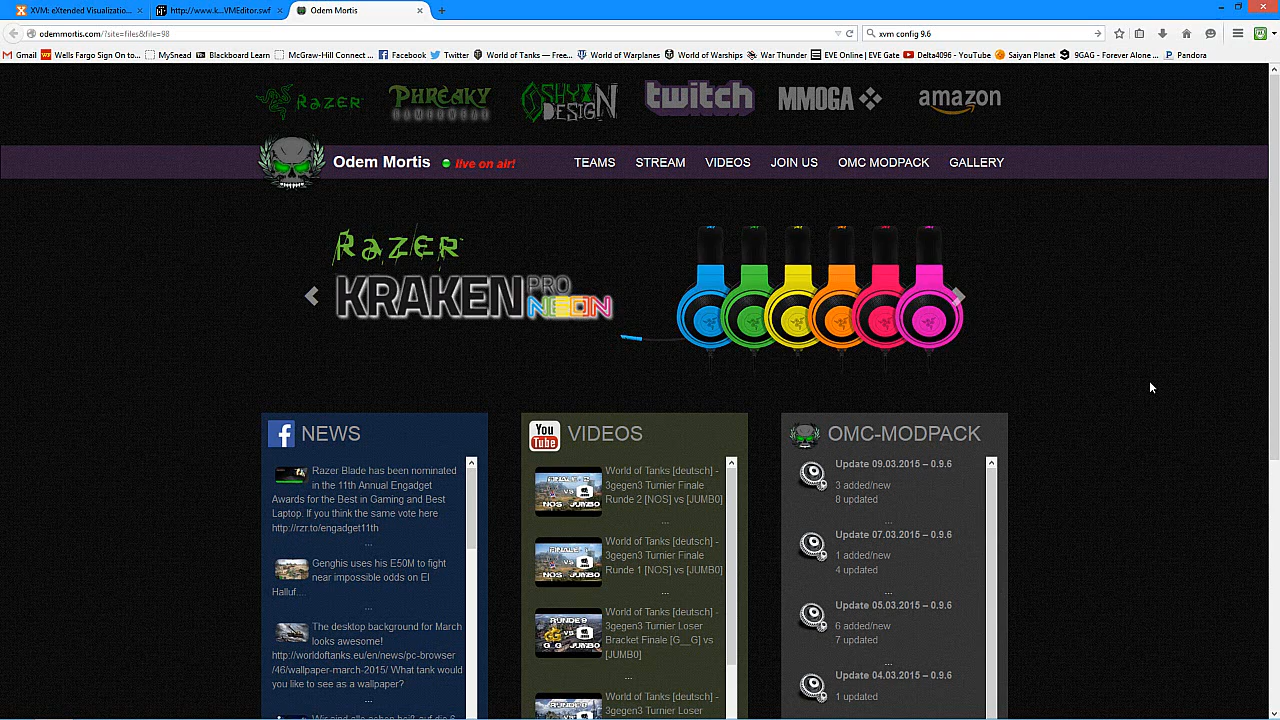 XVM: eXtended Visualizatio...
http://www.k...VMEditor.swf
Odem Mortis
odemmortis.com/?site=files&file=98
xvm config 9.6
Gmail
Wells Fargo Sign On to...
My ASU
Blackboard Learn
McGraw-Hill Connect ...
Facebook
Twitter
World of Tanks — Free...
World of Warplanes
World of Warships
War Thunder
EVE Online | EVE Gate
Delta4096 - YouTube
Saiyan Planet
9GAG - Forever Alone ...
Pandora
RAZER
PHREAKY
GAMERWEAR
OSHYAN
DESIGN
twitch
MMOGA
amazon
Odem Mortis
live on air!
TEAMS
STREAM
VIDEOS
JOIN US
OMC MODPACK
GALLERY
RAZER
KRAKEN PRO
NEON
NEWS
Razer Blade has been nominated
in the 11th Annual Engadget
Awards for the Best in Gaming and Best
Laptop. If you think the same vote here
http://rzr.to/engadget11th
...
Genghis uses his E50M to fight
near impossible odds on El
Halluf....
...
The desktop background for March
looks awesome!
http://worldoftanks.eu/en/news/pc-browser
/46/wallpaper-march-2015/ What tank would
you like to see as a wallpaper?
...
You
Tube
VIDEOS
World of Tanks [deutsch] -
3gegen3 Turnier Finale
Runde 2 [NOS] vs [JUMB0]
...
World of Tanks [deutsch] -
3gegen3 Turnier Finale
Runde 1 [NOS] vs [JUMB0]
...
World of Tanks [deutsch] -
3gegen3 Turnier Loser
Bracket Finale [G__G] vs
[JUMB0]
...
World of Tanks [deutsch] -
3gegen3 Turnier Loser
OMC-MODPACK
Update 09.03.2015 – 0.9.6
3 added/new
8 updated
...
Update 07.03.2015 – 0.9.6
1 added/new
4 updated
...
Update 05.03.2015 – 0.9.6
6 added/new
7 updated
...
Update 04.03.2015 – 0.9.6
1 updated